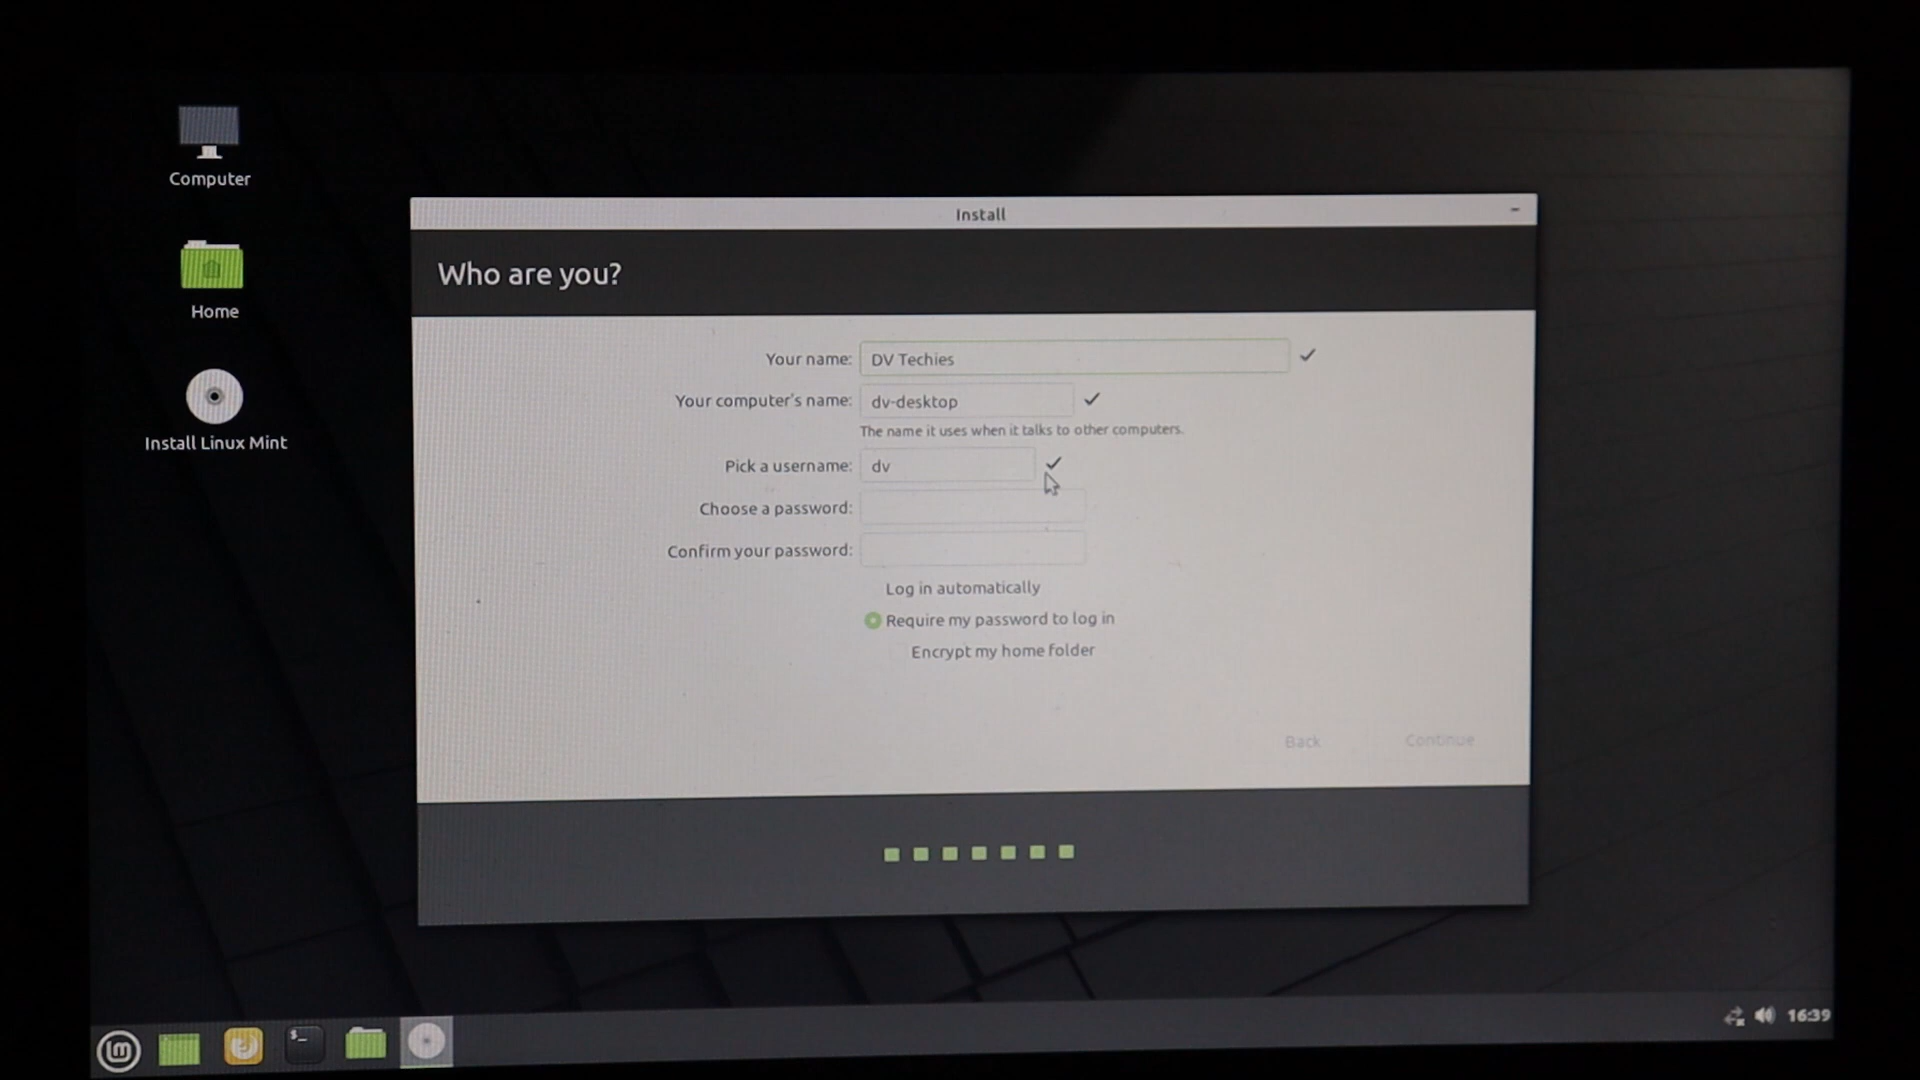 Computer
Home
Install Linux Mint
Install
Who are you?
Your name: DV Techies
Your computer's name: dv-desktop
The name it uses when it talks to other computers.
Pick a username: dv
Choose a password:
Confirm your password:
Log in automatically
Require my password to log in
Encrypt my home folder
Back Continue
$_
16:39